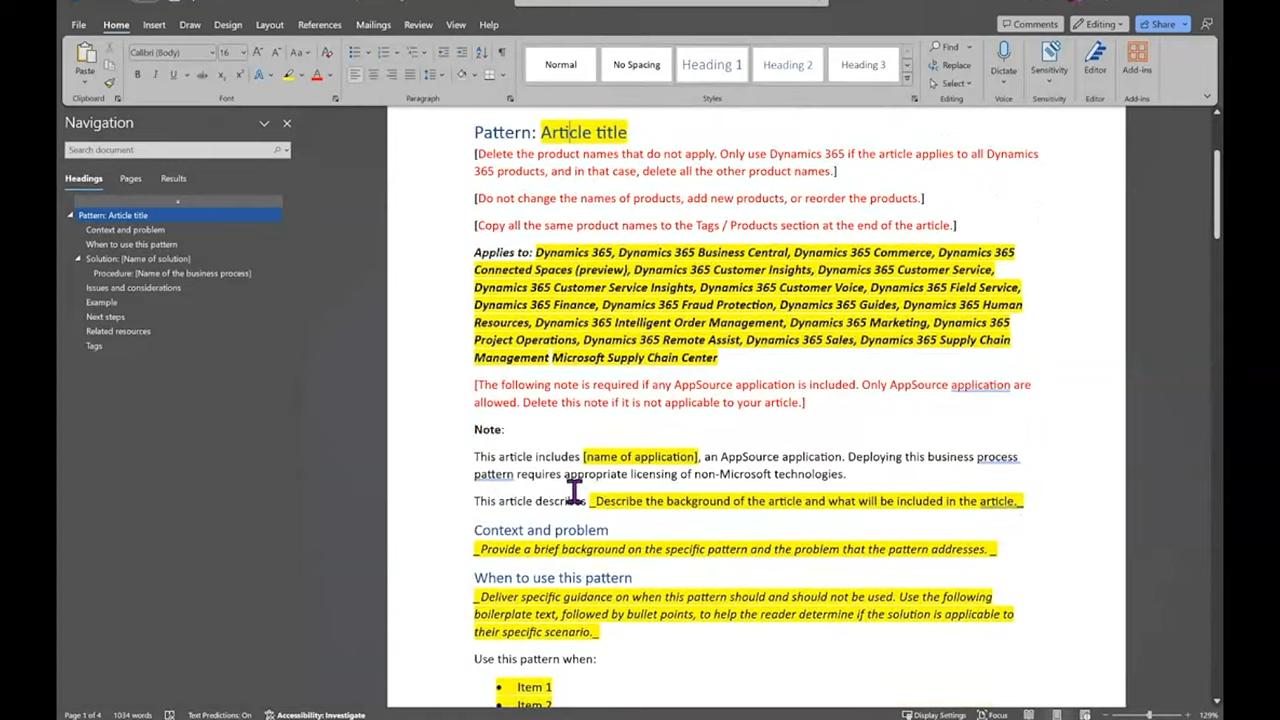 File Home Insert Draw Design Layout References Mailings Review View Help Comments Editing Share
Paste
Calibri (Body) 16
Aa
B I U
Normal No Spacing Heading 1 Heading 2 Heading 3
Find
Replace
Select
Dictate Sensitivity Editor Add-ins
Clipboard Font Paragraph Styles Editing Voice Sensitivity Editor Add-ins
Navigation
Search document
Headings Pages Results
Pattern: Article title
Context and problem
When to use this pattern
Solution: [Name of solution]
Procedure: [Name of the business process]
Issues and considerations
Example
Next steps
Related resources
Tags
Pattern: Article title
[Delete the product names that do not apply. Only use Dynamics 365 if the article applies to all Dynamics
365 products, and in that case, delete all the other product names.]
[Do not change the names of products, add new products, or reorder the products.]
[Copy all the same product names to the Tags / Products section at the end of the article.]
Applies to: Dynamics 365, Dynamics 365 Business Central, Dynamics 365 Commerce, Dynamics 365
Connected Spaces (preview), Dynamics 365 Customer Insights, Dynamics 365 Customer Service,
Dynamics 365 Customer Service Insights, Dynamics 365 Customer Voice, Dynamics 365 Field Service,
Dynamics 365 Finance, Dynamics 365 Fraud Protection, Dynamics 365 Guides, Dynamics 365 Human
Resources, Dynamics 365 Intelligent Order Management, Dynamics 365 Marketing, Dynamics 365
Project Operations, Dynamics 365 Remote Assist, Dynamics 365 Sales, Dynamics 365 Supply Chain
Management Microsoft Supply Chain Center
[The following note is required if any AppSource application is included. Only AppSource application are
allowed. Delete this note if it is not applicable to your article.]
Note:
This article includes [name of application], an AppSource application. Deploying this business process
pattern requires appropriate licensing of non-Microsoft technologies.
This article describes _Describe the background of the article and what will be included in the article._
Context and problem
_Provide a brief background on the specific pattern and the problem that the pattern addresses. _
When to use this pattern
_Deliver specific guidance on when this pattern should and should not be used. Use the following
boilerplate text, followed by bullet points, to help the reader determine if the solution is applicable to
their specific scenario._
Use this pattern when:
• Item 1
• Item 2
Page 1 of 4 1034 words Text Predictions: On Accessibility: Investigate Display Settings Focus 129%